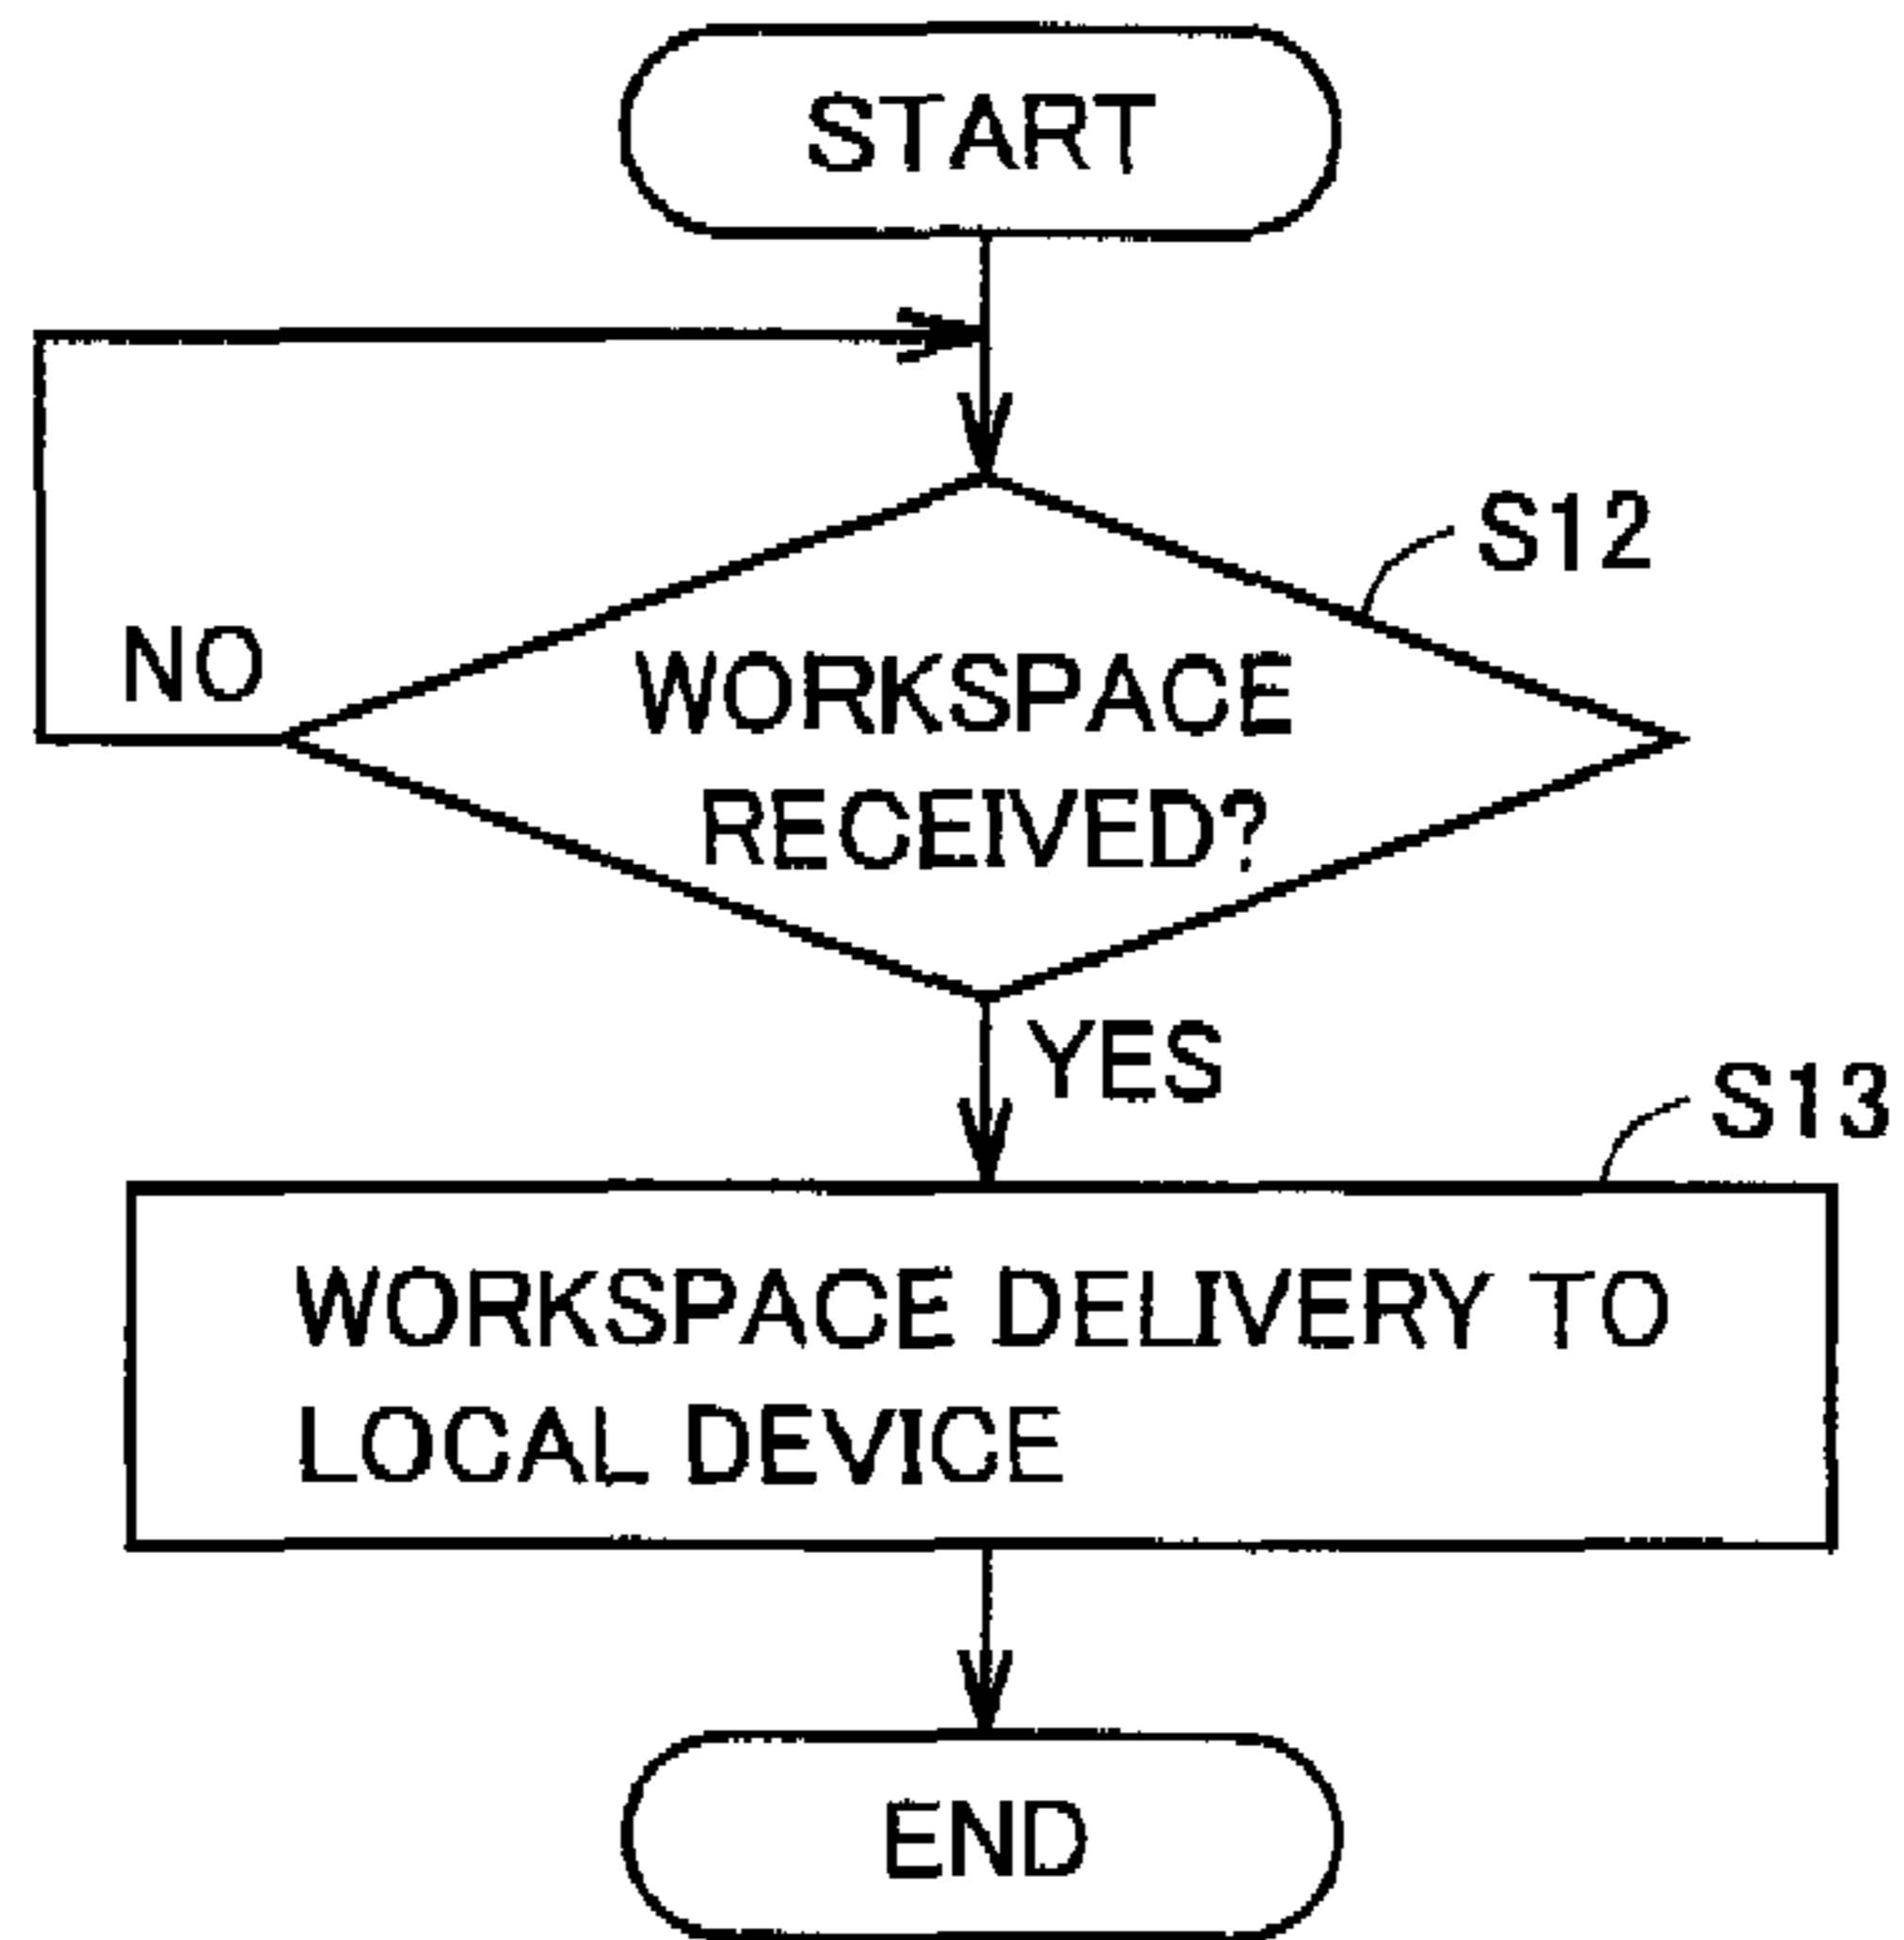 START
S12
NO
WORKSPACE
RECEIVED?
YES
S13
WORKSPACE DELIVERY TO
LOCAL DEVICE
END